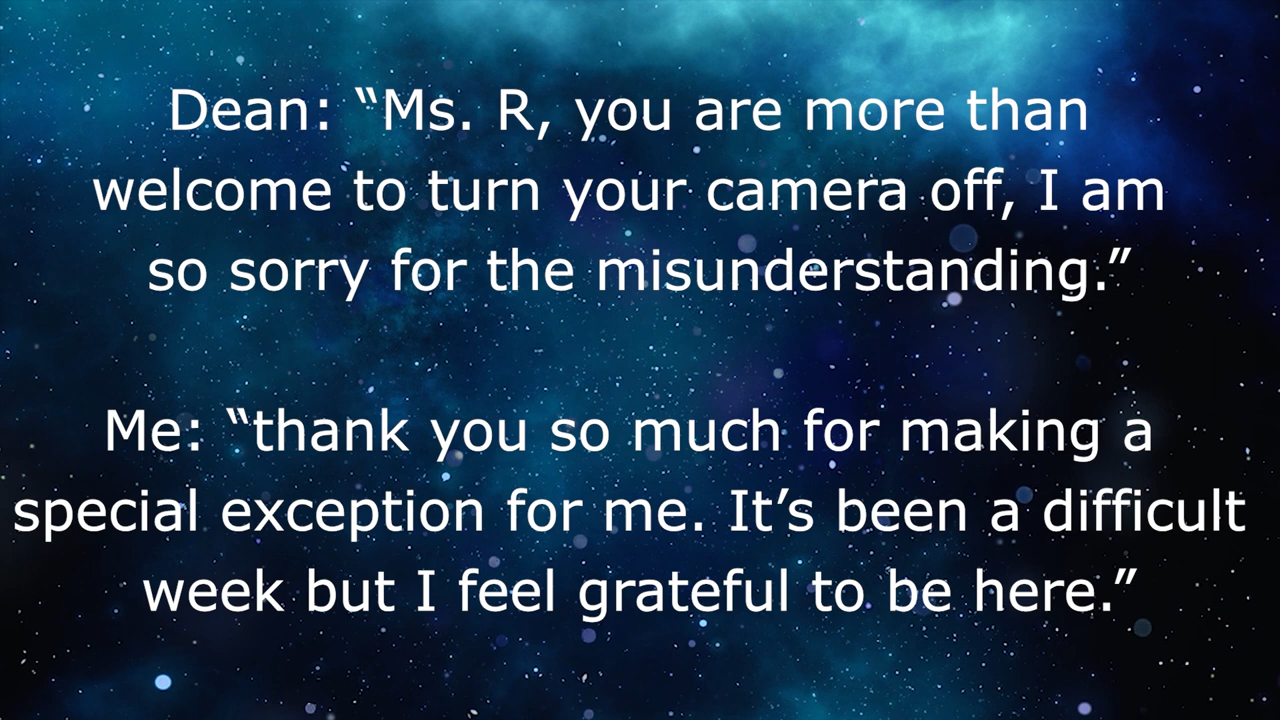 Dean: “Ms. R, you are more than
welcome to turn your camera off, I am
so sorry for the misunderstanding.”
Me: “thank you so much for making a
special exception for me. It’s been a difficult
week but I feel grateful to be here.”